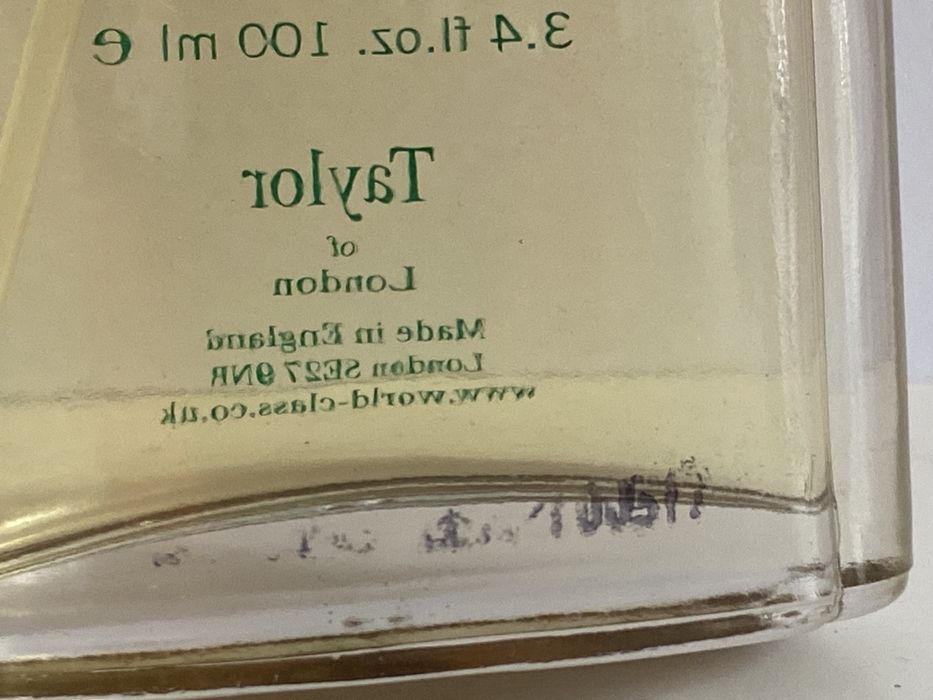 3.4 fl.oz. 100 ml e
Taylor
of
London
Made in England
London SE27 9NR
www.world-class.co.uk